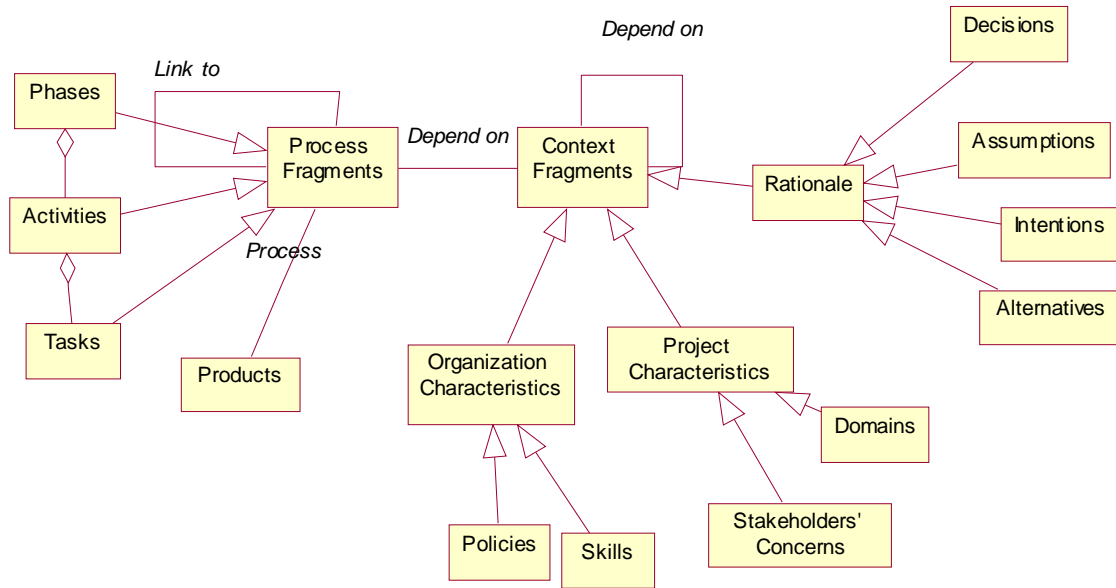 Decisions
Depend on
Link to
Phases
Process
Fragments
Depend on
Context
Fragments
Assumptions
Rationale
Activities
Intentions
Process
Alternatives
Tasks
Products
Organization
Characteristics
Project
Characteristics
Domains
Policies
Skills
Stakeholders'
Concerns